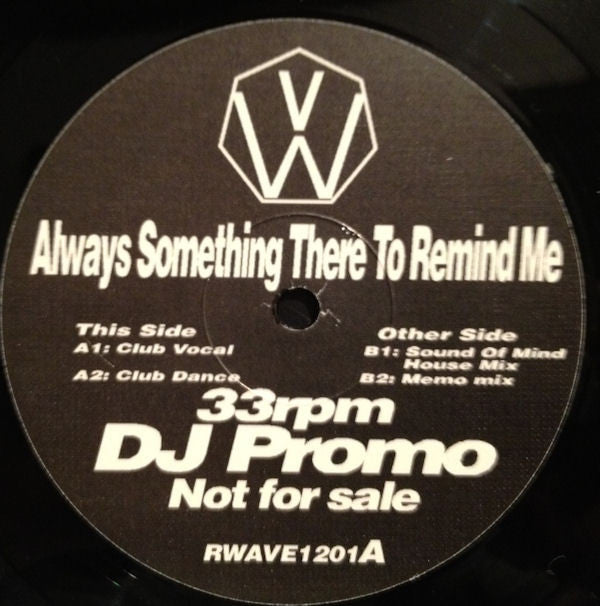 VW
Always Something There To Remind Me
This Side
A1: Club Vocal
A2: Club Dance
Other Side
B1: Sound Of Mind
House Mix
B2: Memo mix
33rpm
DJ Promo
Not for sale
RWAVE1201A